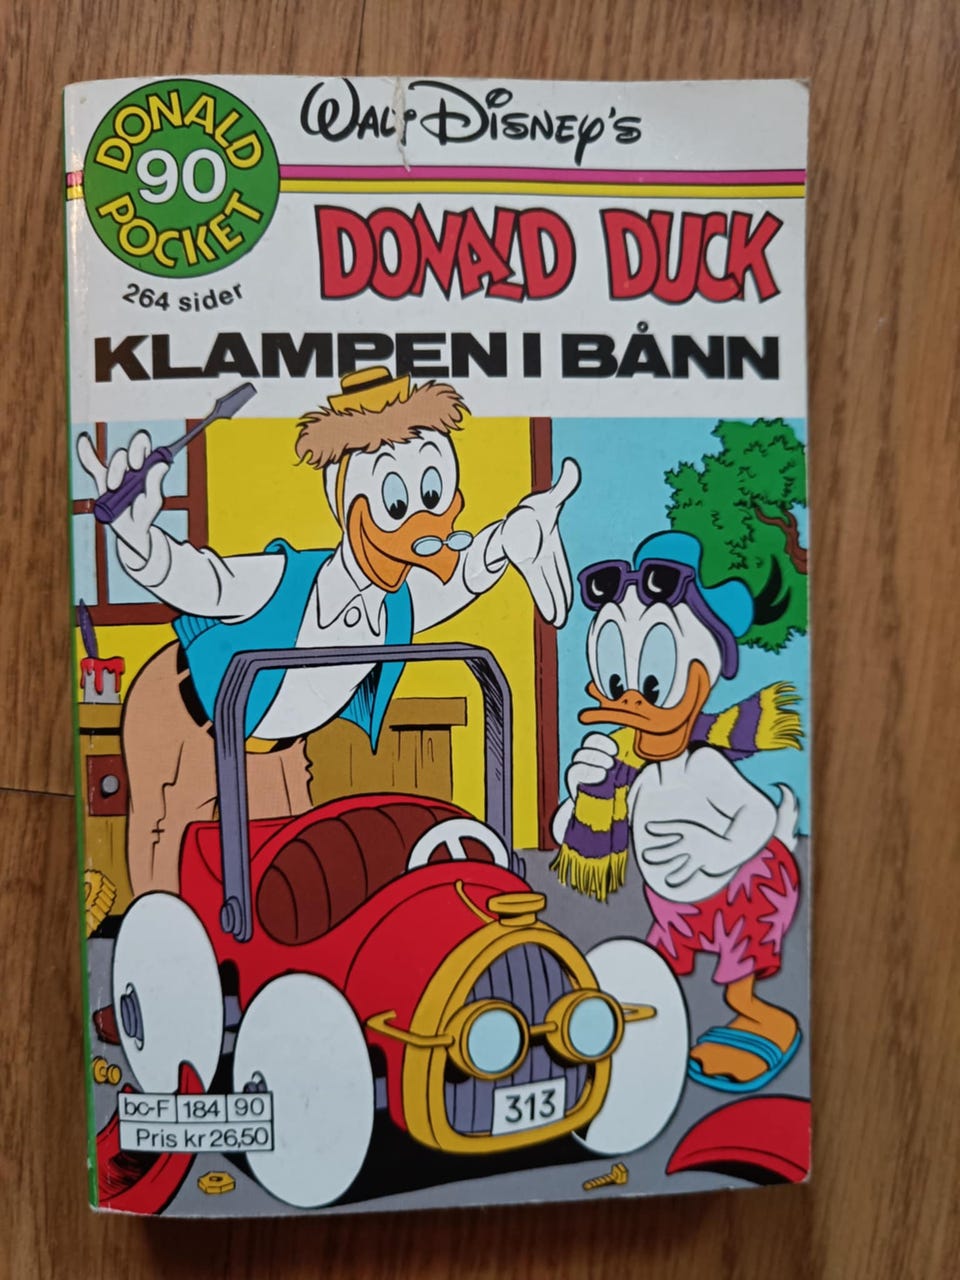 DONALD
90
POCKET
264 sider
WALT DISNEY'S
DONALD DUCK
KLAMPEN I BÅNN
313
bc-F 184 90
Pris kr 26,50